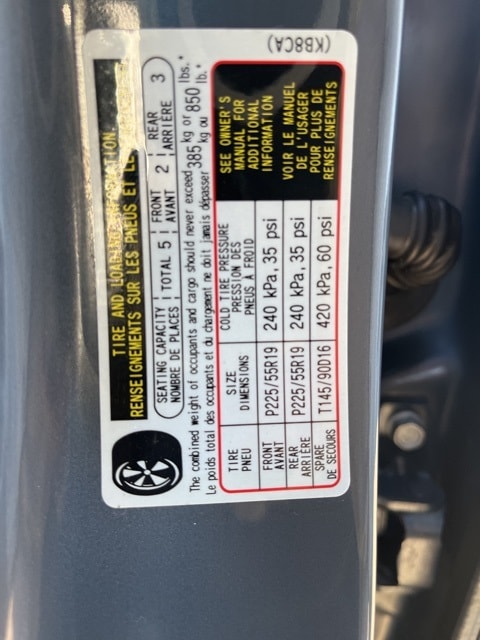 TIRE AND LOADING INFORMATION
RENSEIGNEMENTS SUR LES PNEUS ET LE
SEATING CAPACITY | TOTAL 5 | FRONT 2 | REAR 3
NOMBRE DE PLACES | AVANT | ARRIÈRE
The combined weight of occupants and cargo should never exceed 385 kg or 850 lbs.*
Le poids total des occupants et du chargement ne doit jamais dépasser kg ou lb.*
TIRE SIZE COLD TIRE PRESSURE
PNEU DIMENSIONS PRESSION DES PNEUS À FROID
FRONT AVANT P225/55R19 240 kPa, 35 psi
REAR ARRIÈRE P225/55R19 240 kPa, 35 psi
SPARE DE SECOURS T145/90D16 420 kPa, 60 psi
SEE OWNER'S
MANUAL FOR
ADDITIONAL
INFORMATION
VOIR LE MANUEL
DE L'USAGER
POUR PLUS DE
RENSEIGNEMENTS
(KB8CA)